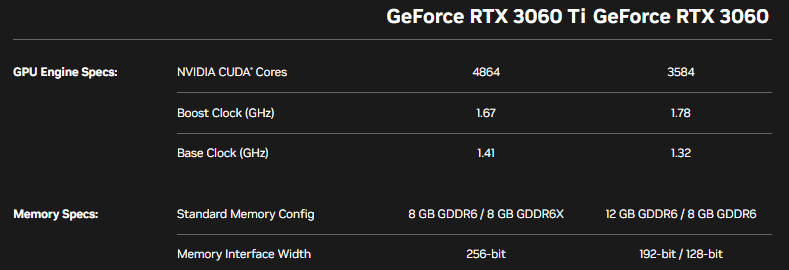 GeForce RTX 3060 Ti GeForce RTX 3060
GPU Engine Specs: NVIDIA CUDA® Cores 4864 3584
Boost Clock (GHz) 1.67 1.78
Base Clock (GHz) 1.41 1.32
Memory Specs: Standard Memory Config 8 GB GDDR6 / 8 GB GDDR6X 12 GB GDDR6 / 8 GB GDDR6
Memory Interface Width 256-bit 192-bit / 128-bit